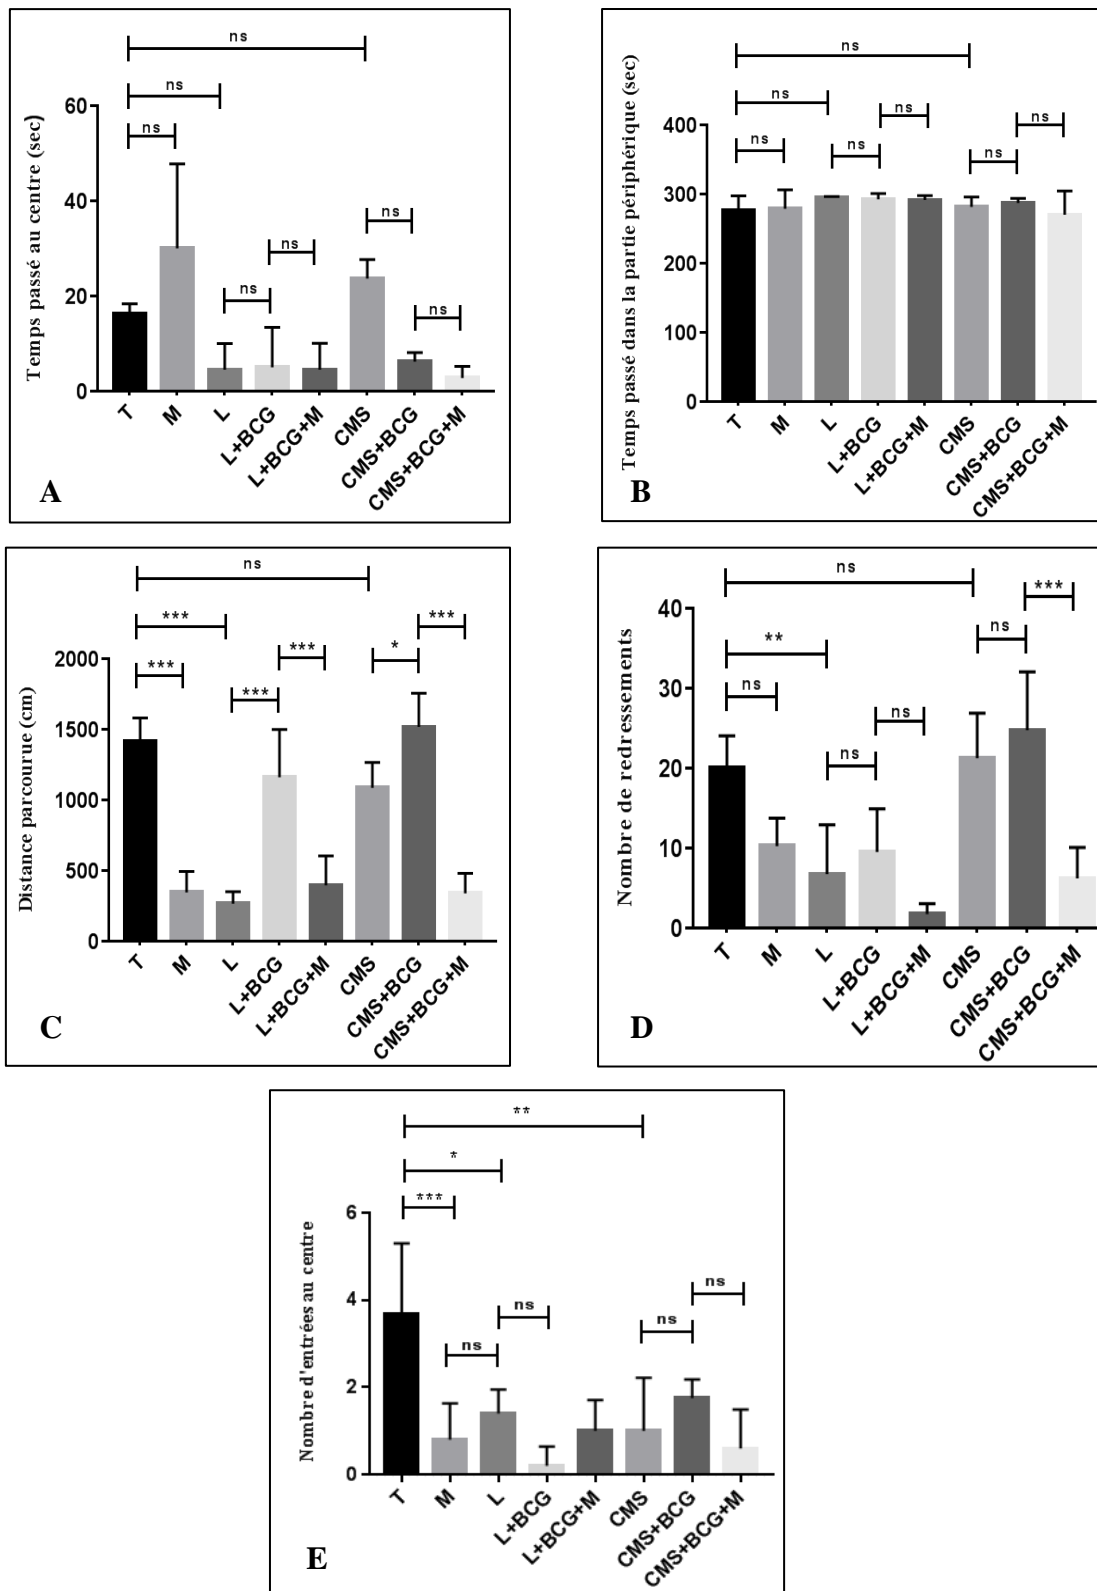 ns
ns
ns
ns
ns
ns
ns
Temps passé au centre (sec)
60
40
20
0
T
M
L
L+BCG
L+BCG+M
CMS
CMS+BCG
CMS+BCG+M
A
ns
ns
ns
ns
ns
ns
ns
Temps passé dans la partie périphérique (sec)
400
300
200
100
0
T
M
L
L+BCG
L+BCG+M
CMS
CMS+BCG
CMS+BCG+M
B
ns
***
***
***
***
*
***
Distance parcourue (cm)
2000
1500
1000
500
0
T
M
L
L+BCG
L+BCG+M
CMS
CMS+BCG
CMS+BCG+M
C
ns
***
**
ns
ns
ns
ns
Nombre de redressements
40
30
20
10
0
T
M
L
L+BCG
L+BCG+M
CMS
CMS+BCG
CMS+BCG+M
D
**
*
***
ns
ns
ns
ns
Nombre d'entrées au centre
6
4
2
0
T
M
L
L+BCG
L+BCG+M
CMS
CMS+BCG
CMS+BCG+M
E